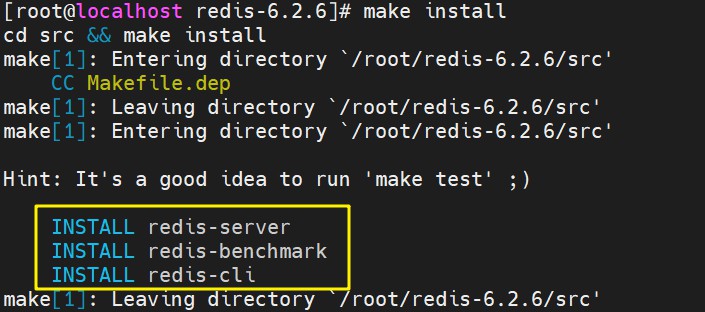 [root@localhost redis-6.2.6]# make install
cd src && make install
make[1]: Entering directory `/root/redis-6.2.6/src'
    CC Makefile.dep
make[1]: Leaving directory `/root/redis-6.2.6/src'
make[1]: Entering directory `/root/redis-6.2.6/src'
Hint: It's a good idea to run 'make test' ;)
    INSTALL redis-server
    INSTALL redis-benchmark
    INSTALL redis-cli
make[1]: Leaving directory `/root/redis-6.2.6/src'